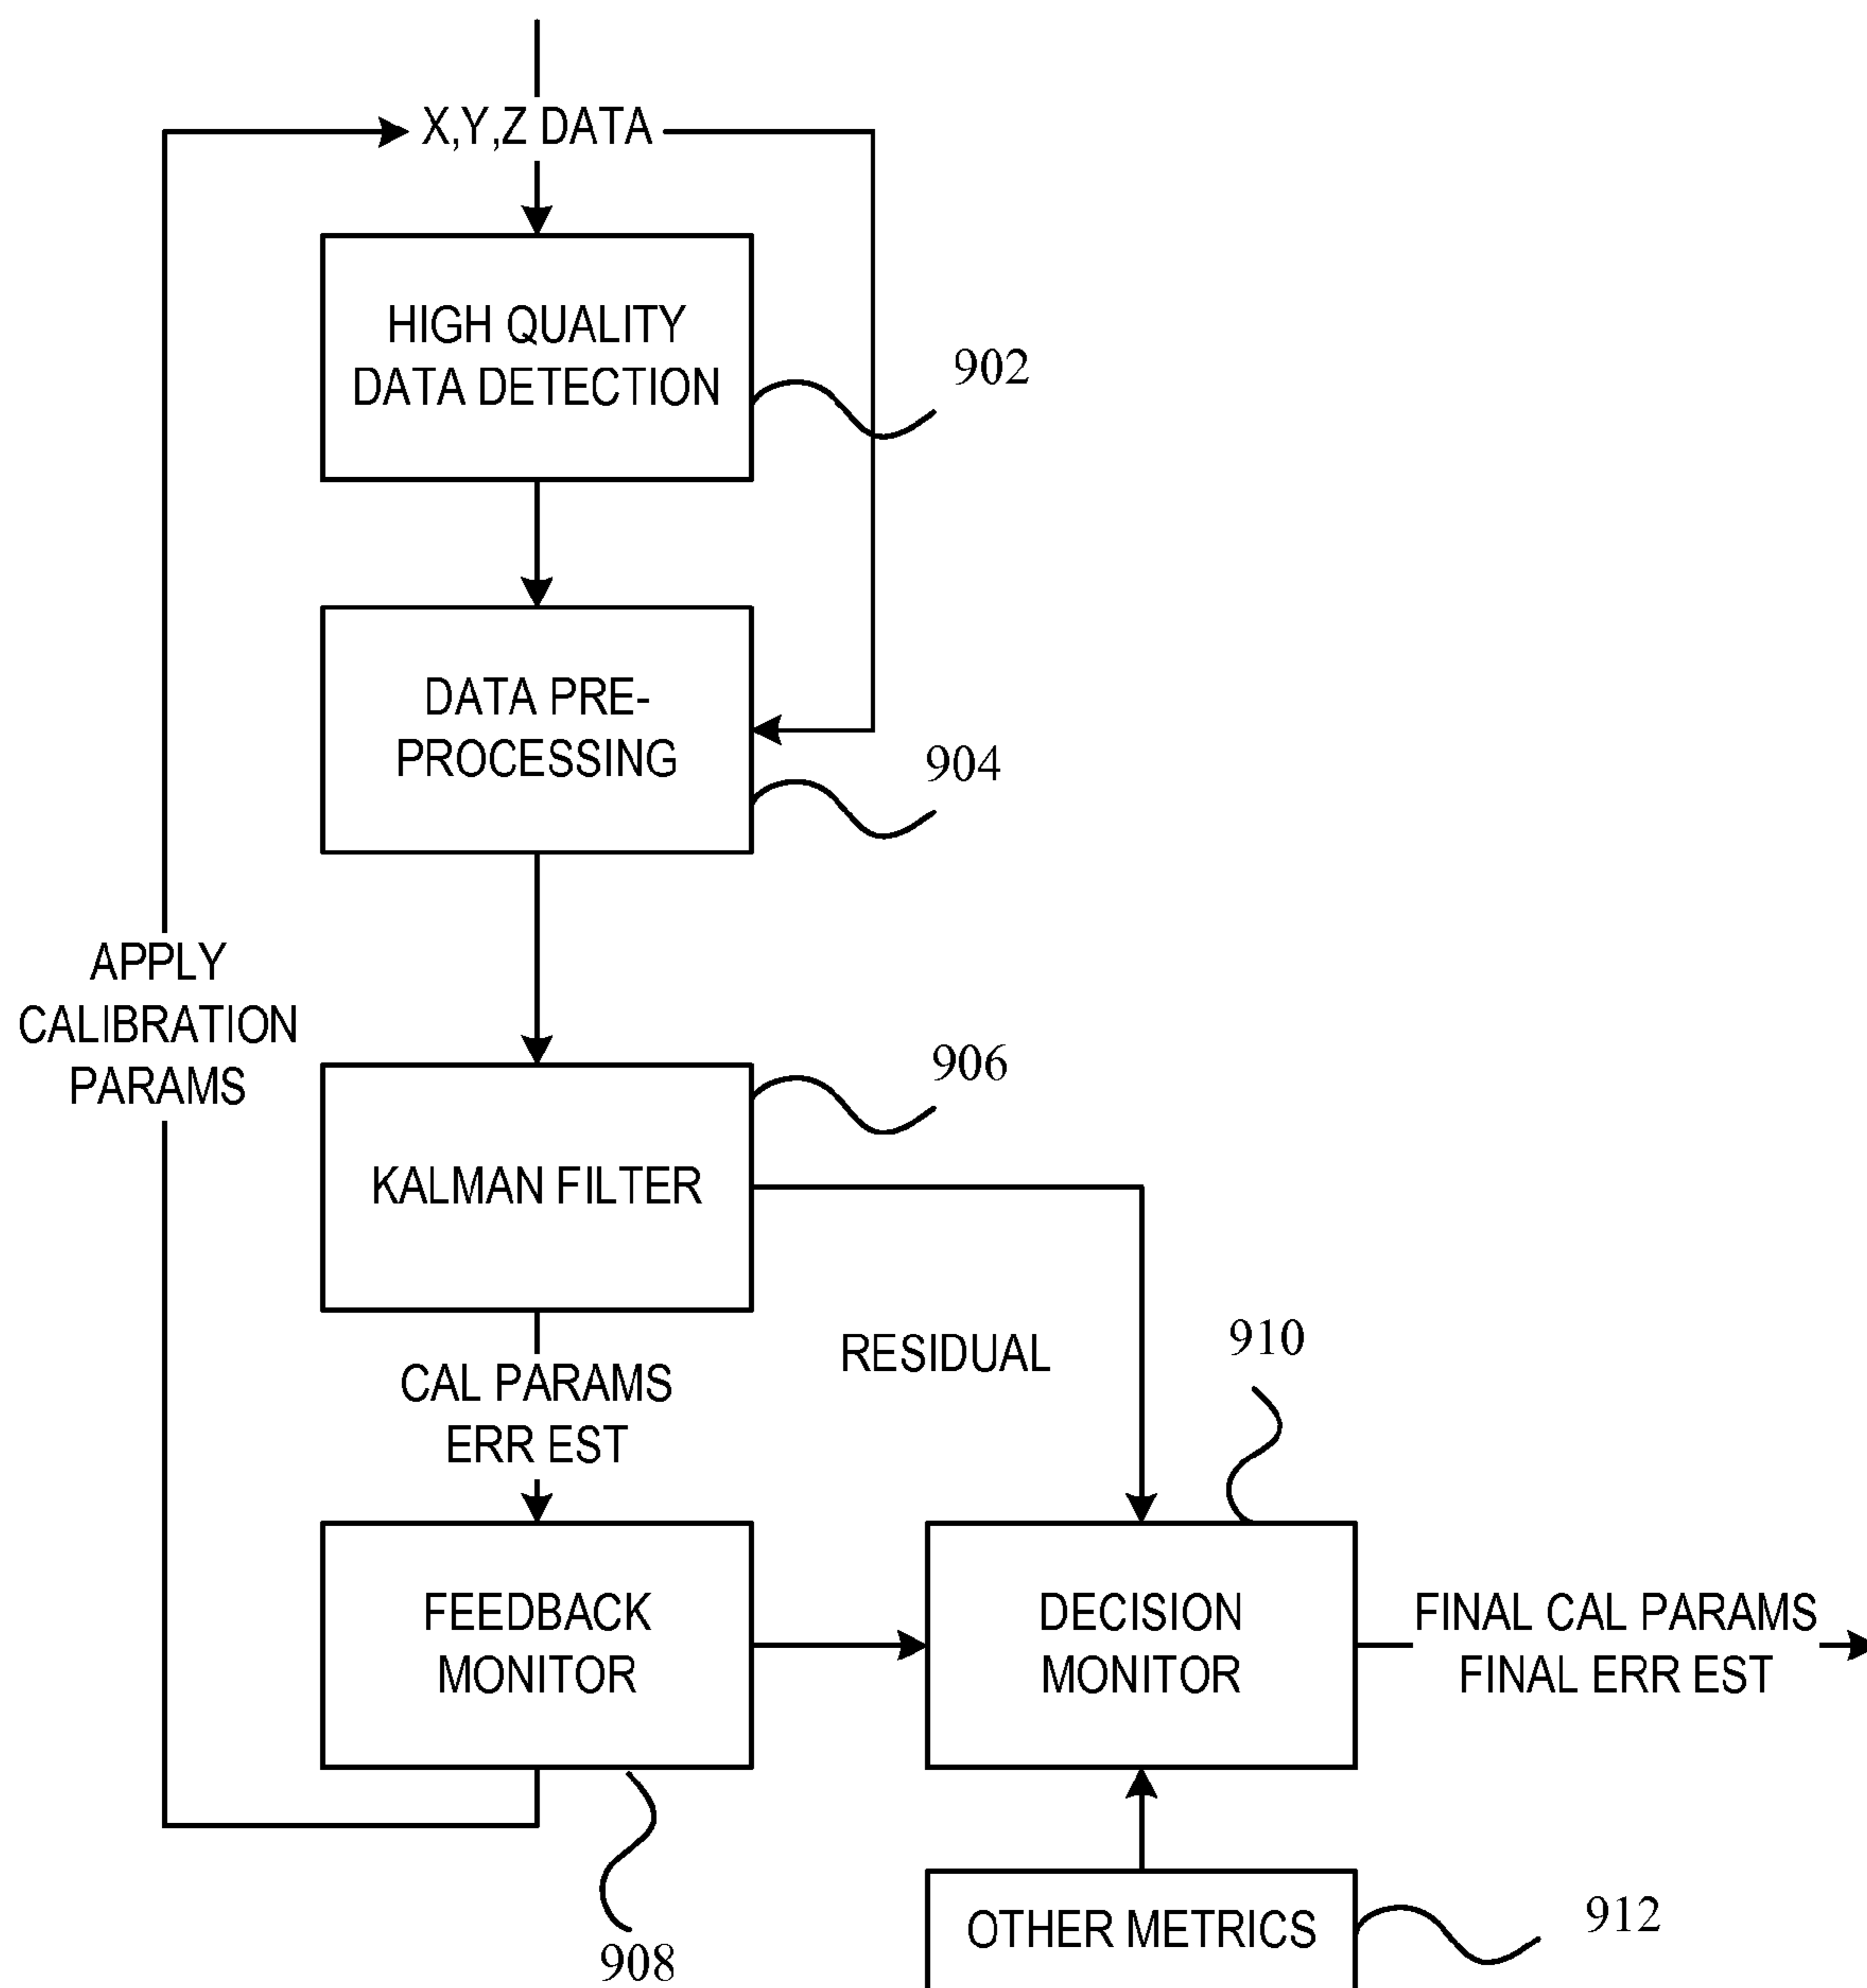 X,Y,Z DATA
HIGH QUALITY
DATA DETECTION
902
DATA PRE-
PROCESSING
904
APPLY
CALIBRATION
PARAMS
906
KALMAN FILTER
RESIDUAL
910
CAL PARAMS
ERR EST
FEEDBACK
MONITOR
DECISION
MONITOR
FINAL CAL PARAMS
FINAL ERR EST
908
OTHER METRICS
912